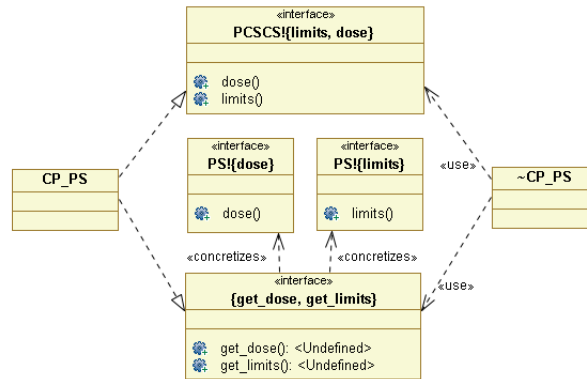 «interface»
PCSCS!{limits, dose}
dose()
limits()
«interface»
PS!{dose}
dose()
«interface»
PS!{limits}
limits()
CP_PS
~CP_PS
«use»
«concretizes»
«concretizes»
«use»
«interface»
{get_dose, get_limits}
get_dose(): <Undefined>
get_limits(): <Undefined>